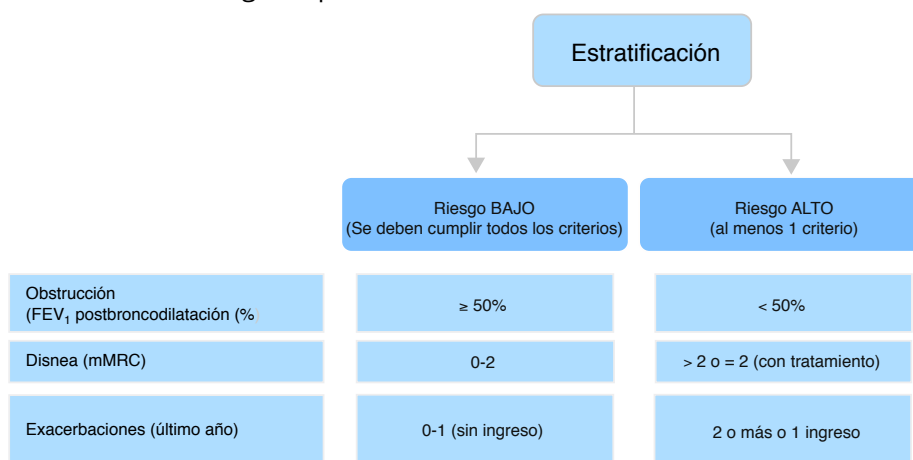 Estratificación
Riesgo BAJO
(Se deben cumplir todos los criterios)
Riesgo ALTO
(al menos 1 criterio)
Obstrucción
(FEV₁ postbroncodilatación (%
≥ 50%
< 50%
Disnea (mMRC)
0-2
> 2 o = 2 (con tratamiento)
Exacerbaciones (último año)
0-1 (sin ingreso)
2 o más o 1 ingreso